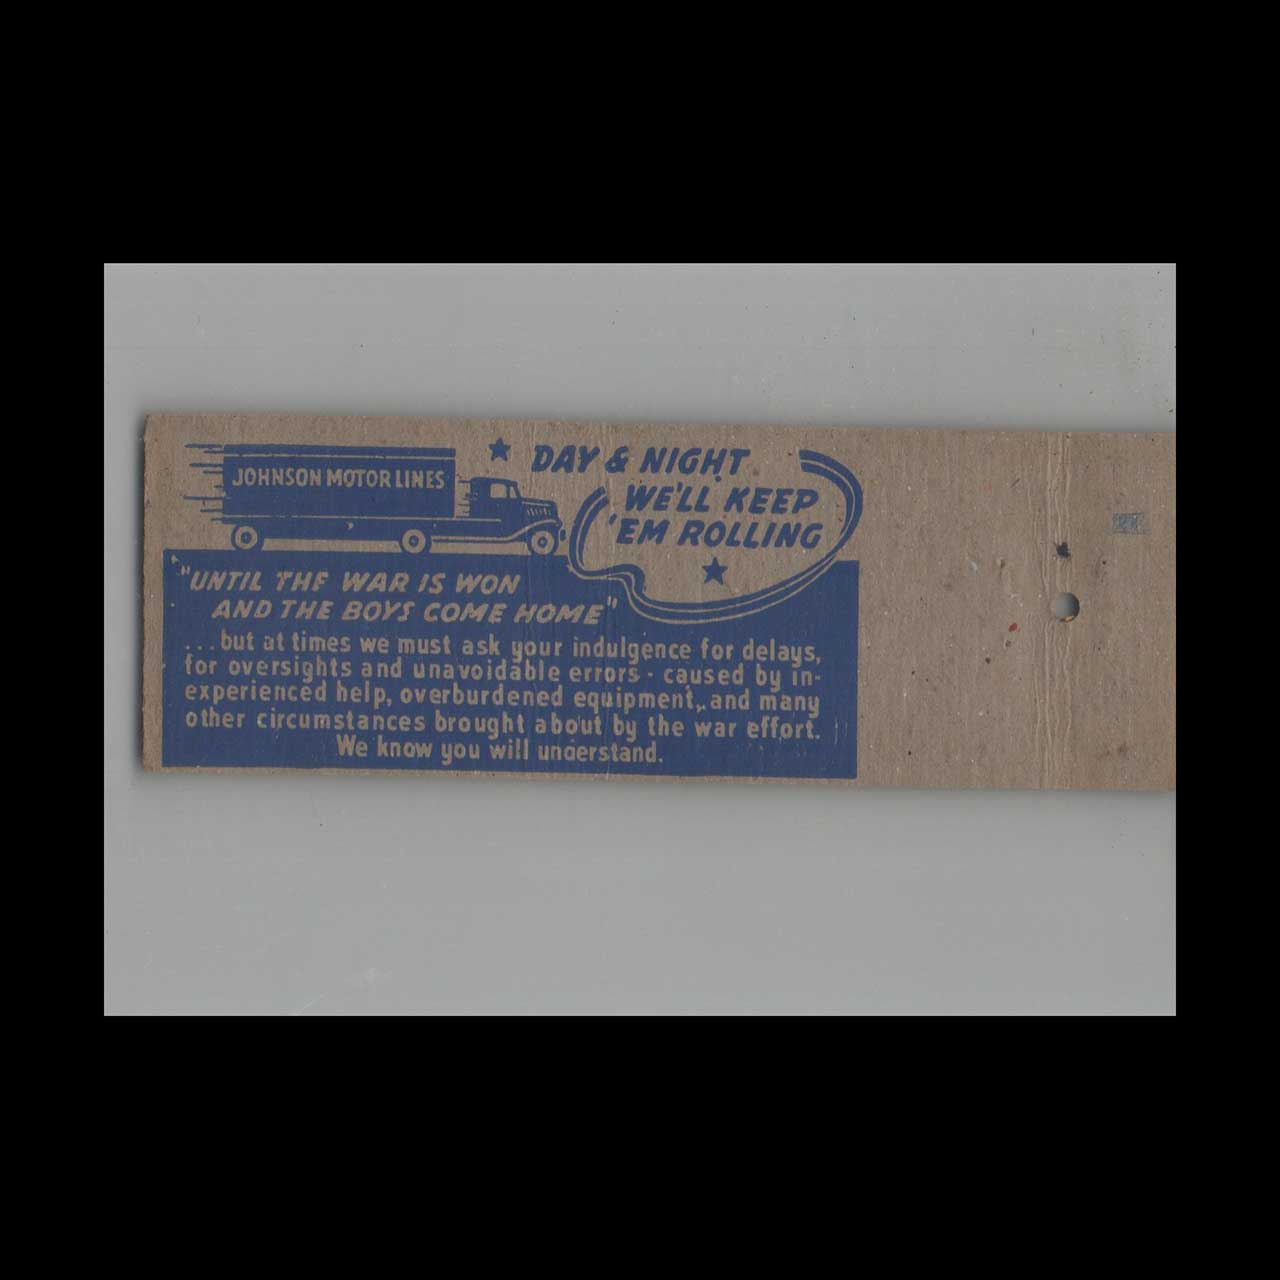 JOHNSON MOTOR LINES
DAY & NIGHT
WE'LL KEEP
'EM ROLLING
"UNTIL THE WAR IS WON
AND THE BOYS COME HOME"
...but at times we must ask your indulgence for delays,
for oversights and unavoidable errors - caused by in-
experienced help, overburdened equipment, and many
other circumstances brought about by the war effort.
We know you will understand.